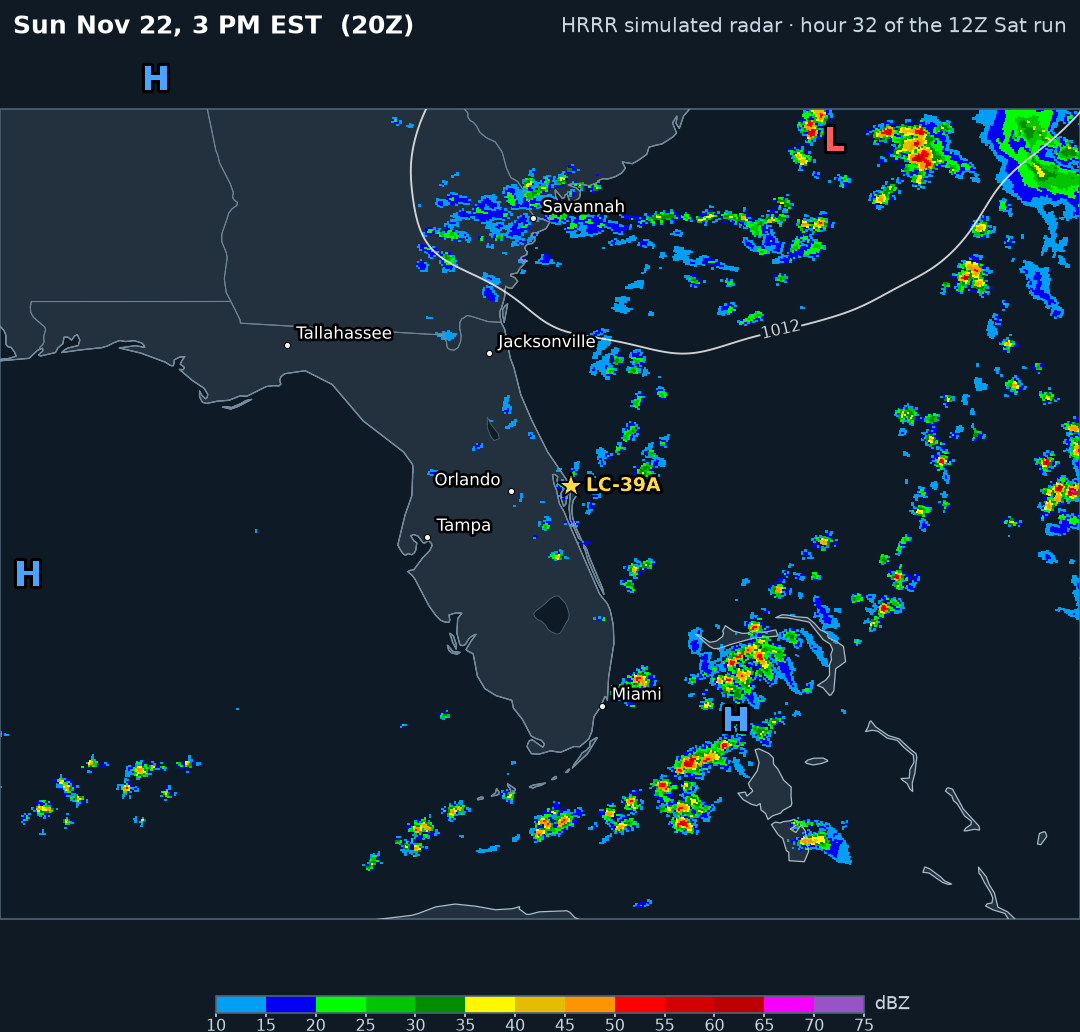 Sun Nov 22, 3 PM EST (20Z)
HRRR simulated radar · hour 32 of the 12Z Sat run
H
L
Savannah
1012
Tallahassee
Jacksonville
Orlando
LC-39A
Tampa
H
Miami
H
dBZ
10 15 20 25 30 35 40 45 50 55 60 65 70 75